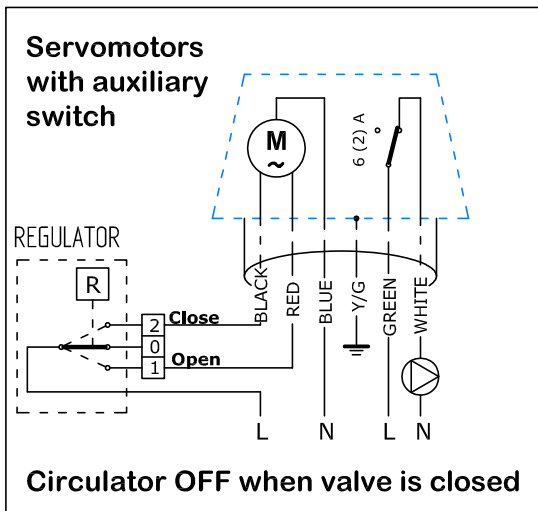 Servomotors
with auxiliary
switch
M
~
6 (2) A
REGULATOR
R
2 Close
0
1 Open
BLACK
RED
BLUE
Y/G
GREEN
WHITE
L N L N
Circulator OFF when valve is closed